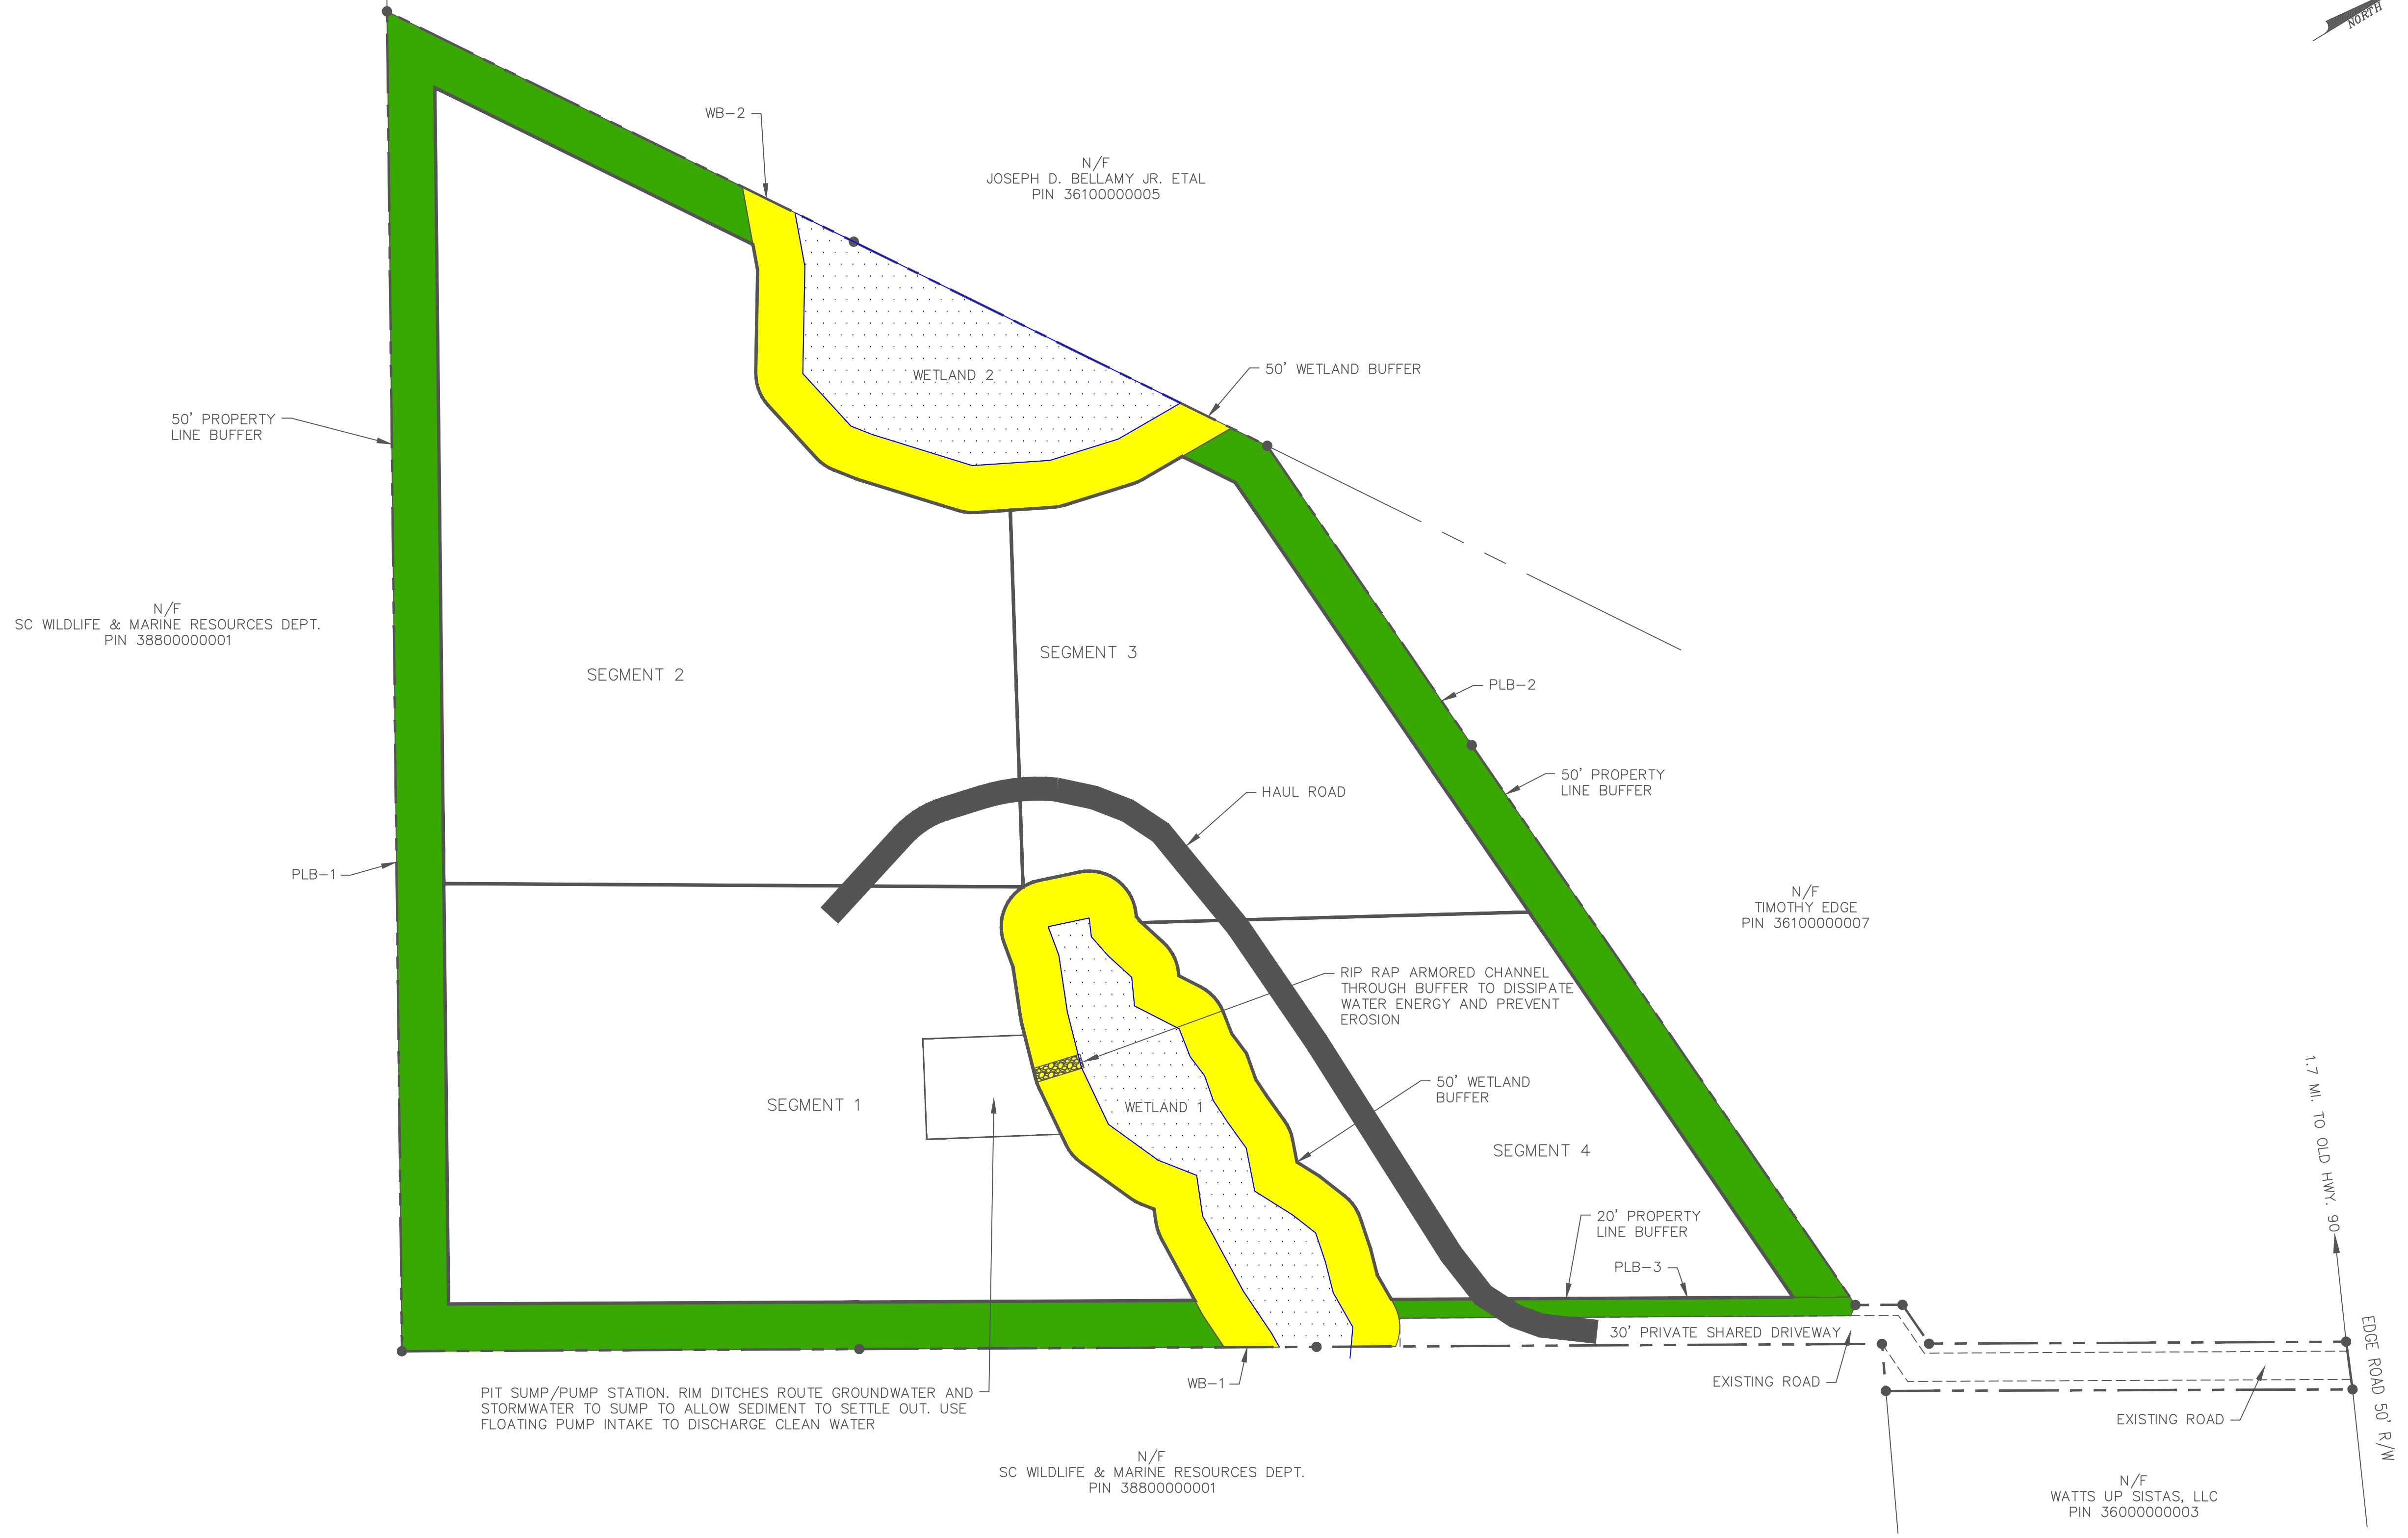 NORTH
WB-2
N/F
JOSEPH D. BELLAMY JR. ETAL
PIN 36100000005
50' WETLAND BUFFER
WETLAND 2
50' PROPERTY
LINE BUFFER
N/F
SC WILDLIFE & MARINE RESOURCES DEPT.
PIN 38800000001
SEGMENT 2
SEGMENT 3
PLB-2
50' PROPERTY
LINE BUFFER
HAUL ROAD
PLB-1
N/F
TIMOTHY EDGE
PIN 36100000007
RIP RAP ARMORED CHANNEL
THROUGH BUFFER TO DISSIPATE
WATER ENERGY AND PREVENT
EROSION
50' WETLAND
BUFFER
SEGMENT 1
WETLAND 1
SEGMENT 4
1.7 MI. TO OLD HWY. 90
20' PROPERTY
LINE BUFFER
PLB-3
30' PRIVATE SHARED DRIVEWAY
EDGE ROAD 50' R/W
WB-1
EXISTING ROAD
PIT SUMP/PUMP STATION. RIM DITCHES ROUTE GROUNDWATER AND
STORMWATER TO SUMP TO ALLOW SEDIMENT TO SETTLE OUT. USE
FLOATING PUMP INTAKE TO DISCHARGE CLEAN WATER
EXISTING ROAD
N/F
SC WILDLIFE & MARINE RESOURCES DEPT.
PIN 38800000001
N/F
WATTS UP SISTAS, LLC
PIN 36000000003